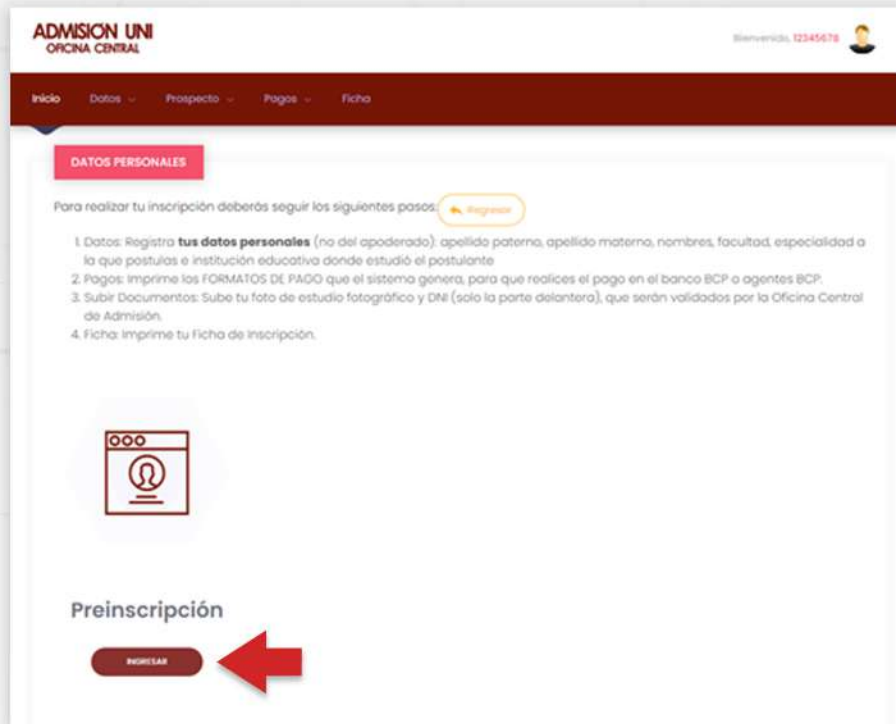 ADMISIÓN UNI
OFICINA CENTRAL
Bienvenido, 12345678
Inicio Datos Prospecto Pagos Ficha
DATOS PERSONALES
Para realizar tu inscripción deberás seguir los siguientes pasos: Regresar
1. Datos: Registra tus datos personales (no del apoderado): apellido paterno, apellido materno, nombres, facultad, especialidad a
la que postulas e institución educativa donde estudió el postulante
2. Pagos: Imprime los FORMATOS DE PAGO que el sistema genera, para que realices el pago en el banco BCP o agentes BCP.
3. Subir Documentos: Sube tu foto de estudio fotográfico y DNI (solo la parte delantera), que serán validados por la Oficina Central
de Admisión.
4. Ficha: Imprime tu Ficha de Inscripción.
Preinscripción
INGRESAR